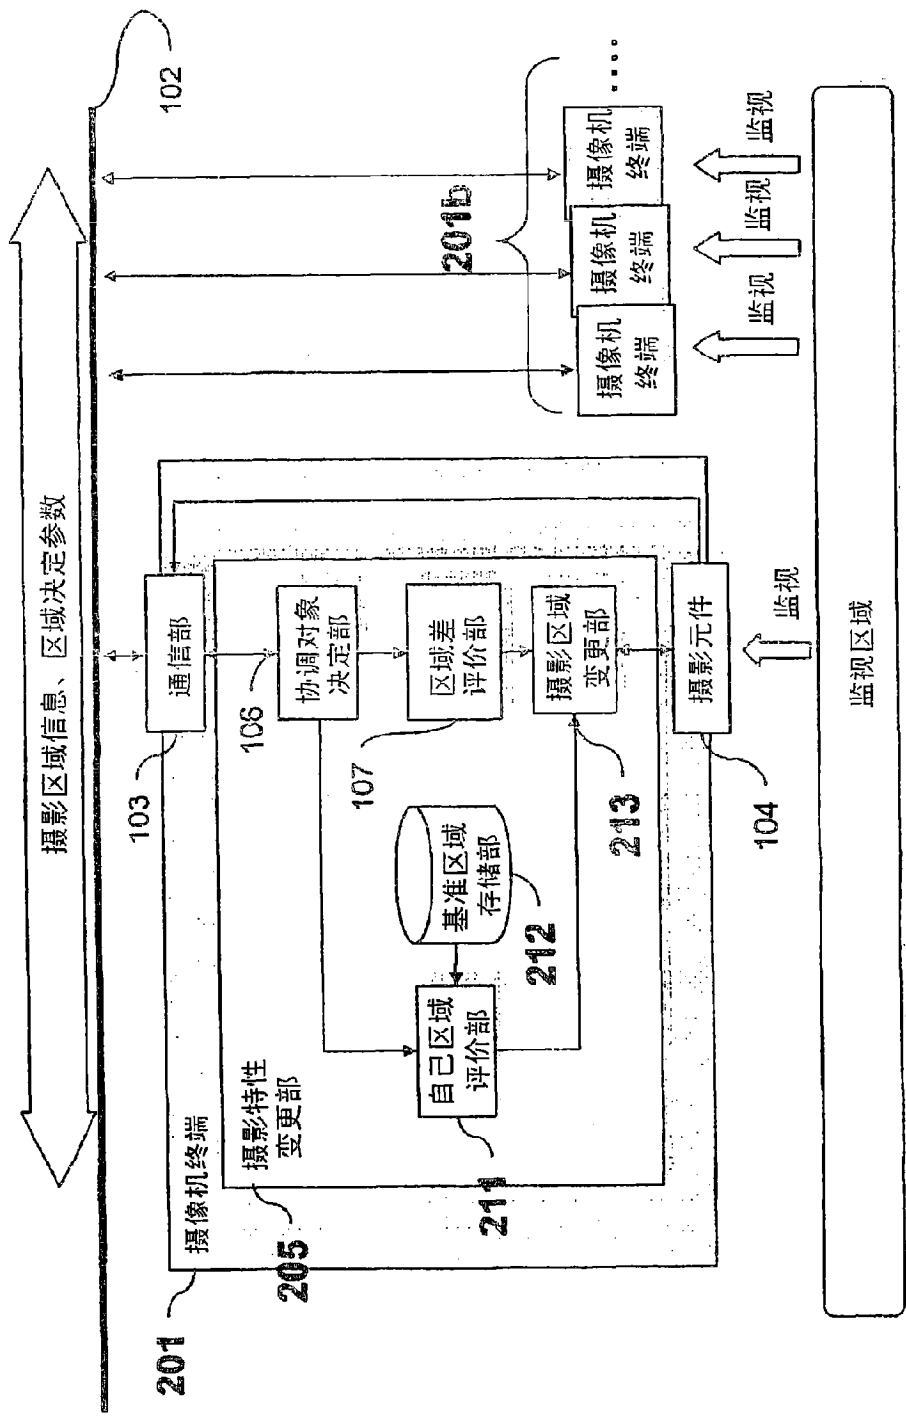 摄影区域信息、区域决定参数
102
201
摄像机终端
103
通信部
205
摄影特性
变更部
106
协调对象
决定部
107
区域差
评价部
211
自己区域
评价部
212
基准区域
存储部
213
摄影区域
变更部
104
摄影元件
201b
摄像机
终端
摄像机
终端
摄像机
终端
....
监视
监视
监视
监视
监视区域